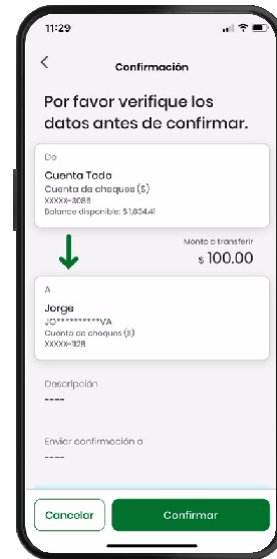 11:29
Confirmación
Por favor verifique los
datos antes de confirmar.
De
Cuenta Toda
Cuenta de cheques ($)
XXXXX-3086
Balance disponible: $1,834.41
Monto a transferir
$ 100.00
A
Jorge
JO**********VA
Cuenta de cheques ($)
XXXXX-1128
Descripción
----
Enviar confirmación a
----
Cancelar
Confirmar